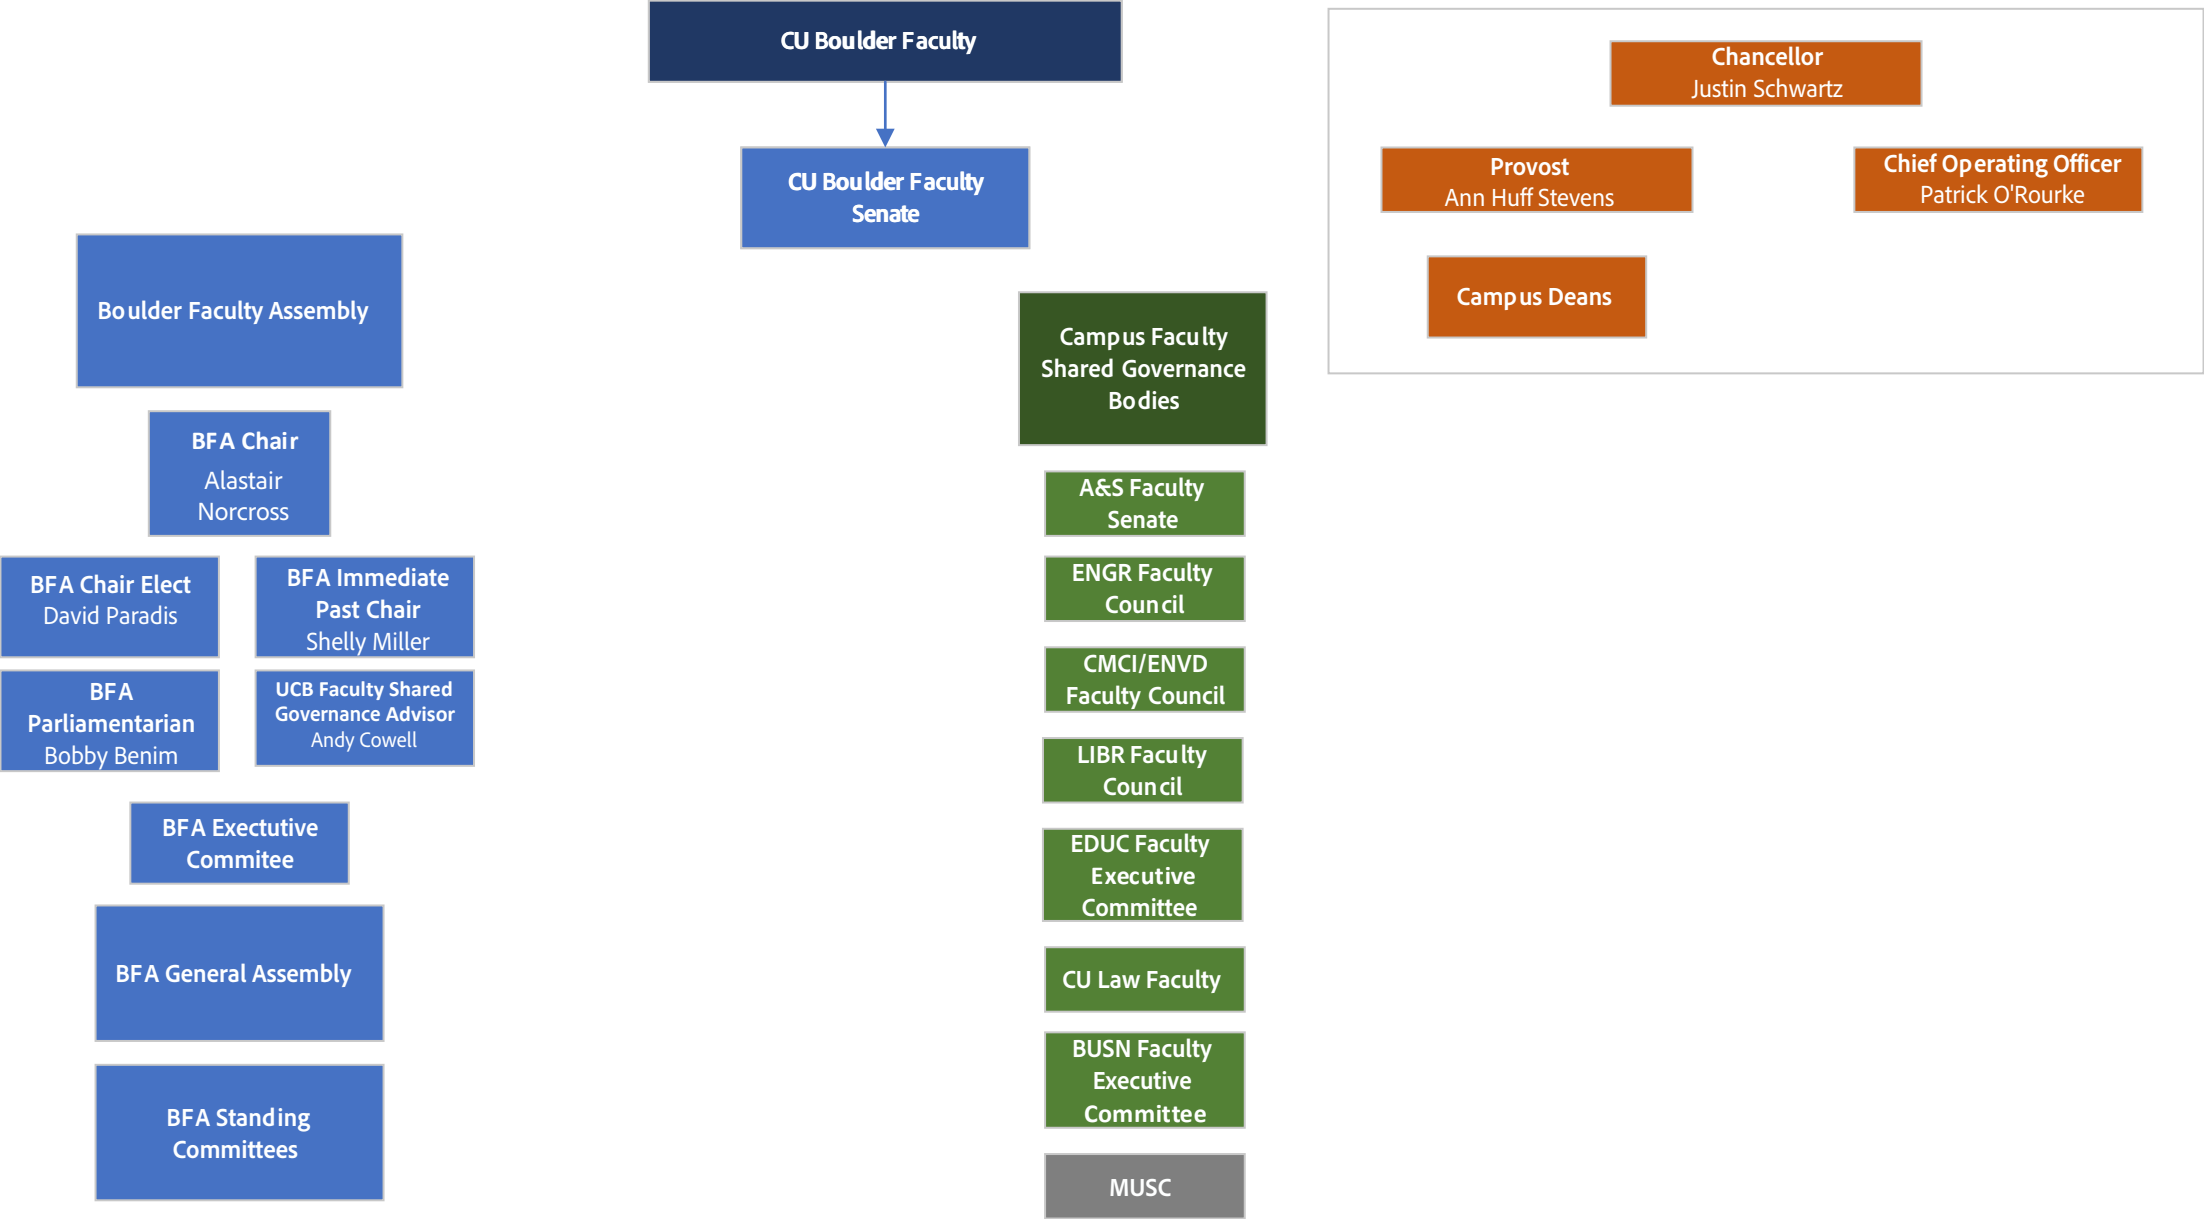 CU Boulder Faculty
CU Boulder Faculty
Senate
Chancellor
Justin Schwartz
Provost
Ann Huff Stevens
Chief Operating Officer
Patrick O'Rourke
Campus Deans
Boulder Faculty Assembly
BFA Chair
Alastair
Norcross
BFA Chair Elect
David Paradis
BFA Immediate
Past Chair
Shelly Miller
BFA
Parliamentarian
Bobby Benim
UCB Faculty Shared
Governance Advisor
Andy Cowell
BFA Exectutive
Commitee
BFA General Assembly
BFA Standing
Committees
Campus Faculty
Shared Governance
Bodies
A&S Faculty
Senate
ENGR Faculty
Council
CMCI/ENVD
Faculty Council
LIBR Faculty
Council
EDUC Faculty
Executive
Committee
CU Law Faculty
BUSN Faculty
Executive
Committee
MUSC